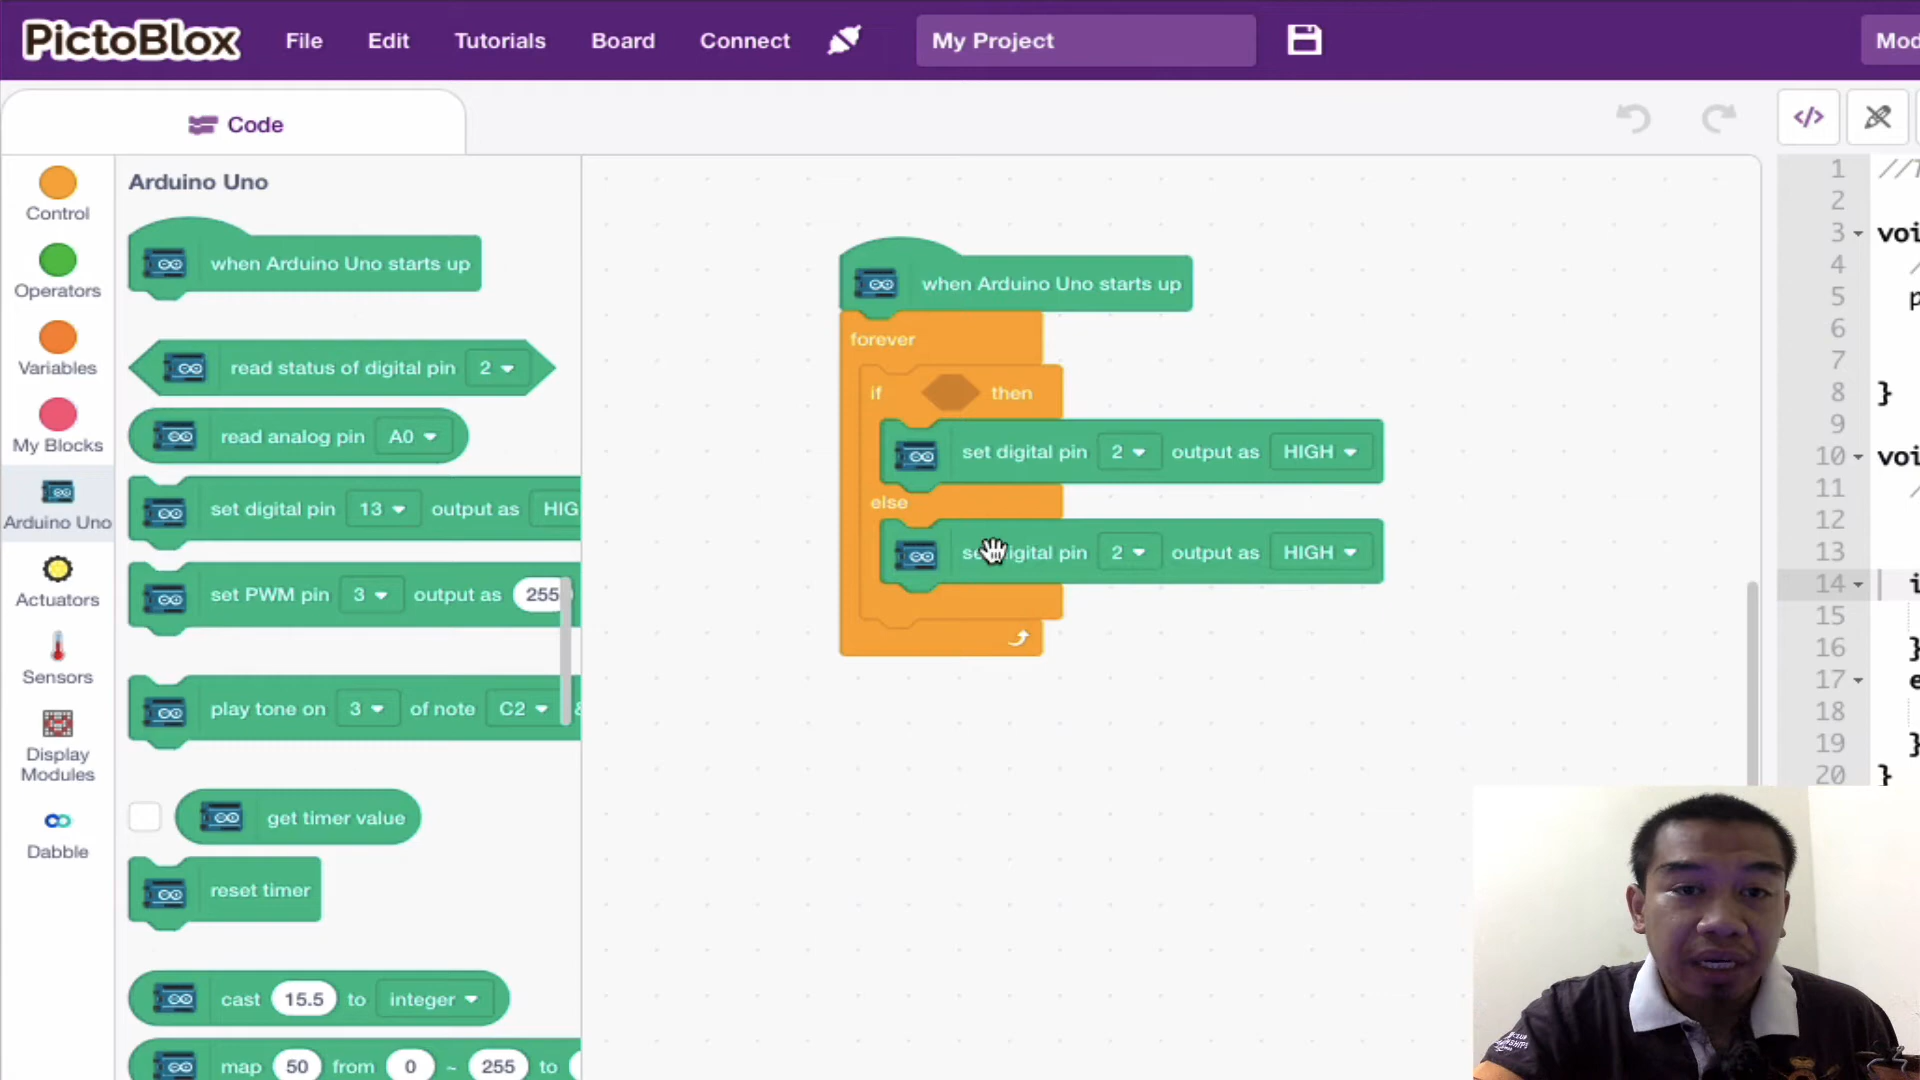 PictoBlox File Edit Tutorials Board Connect My Project Mod
Code
Control
Operators
Variables
My Blocks
Arduino Uno
Actuators
Sensors
Display
Modules
Dabble
Arduino Uno
when Arduino Uno starts up
read status of digital pin 2
read analog pin A0
set digital pin 13 output as HIG
set PWM pin 3 output as 255
play tone on 3 of note C2 &
get timer value
reset timer
cast 15.5 to integer
map 50 from 0 ~ 255 to
when Arduino Uno starts up
forever
if then
set digital pin 2 output as HIGH
else
digital pin 2 output as HIGH
</> 
1 //T
2
3 voi
4 /
5 p
6
7
8 }
9
10 voi
11 /
12
13
14 i
15
16 }
17 e
18
19 }
20 }